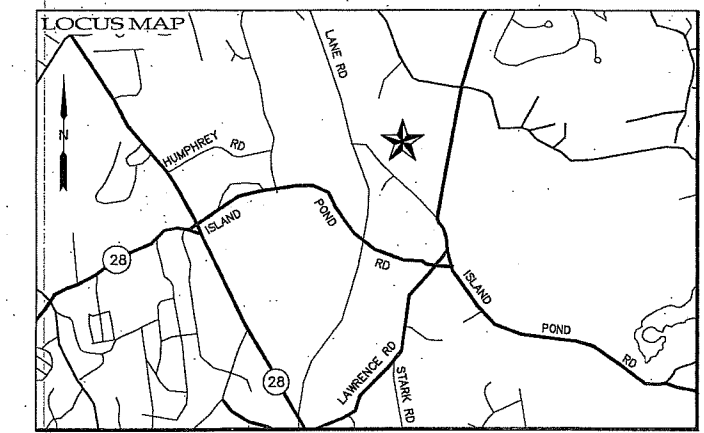 LOCUS MAP
LANE RD
N
HUMPHREY RD
ISLAND
POND
RD
28
ISLAND
POND
RD
LAWRENCE RD
STARK RD
28